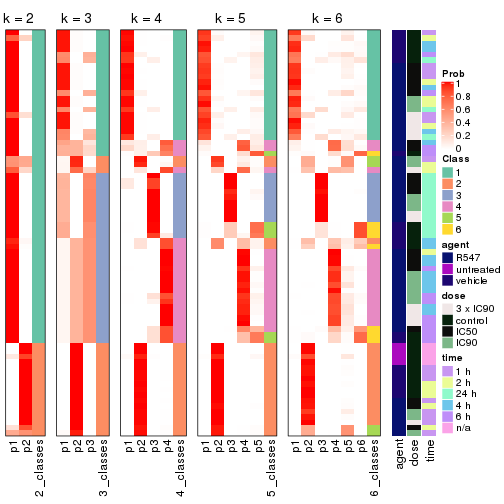 k = 2
k = 3
k = 4
k = 5
k = 6
p1
p2
2_classes
p1
p2
p3
3_classes
p1
p2
p3
p4
4_classes
p1
p2
p3
p4
p5
5_classes
p1
p2
p3
p4
p5
p6
6_classes
agent
dose
time
Prob
1
0.8
0.6
0.4
0.2
0
Class
1
2
3
4
5
6
agent
R547
untreated
vehicle
dose
3 x IC90
control
IC50
IC90
time
1 h
2 h
24 h
4 h
6 h
n/a